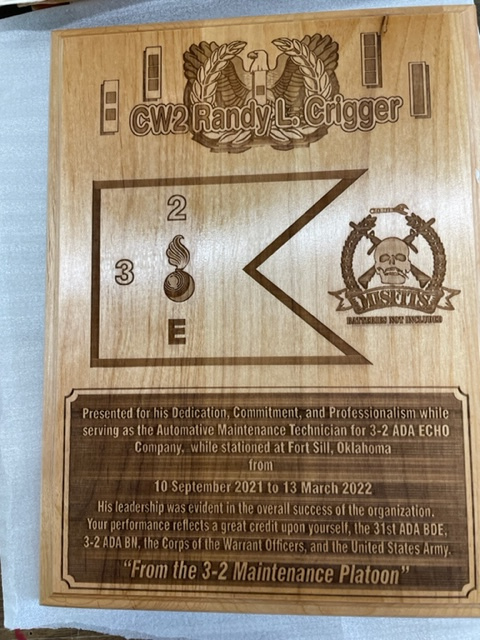 CW2 Randy L. Crigger
2
3
E
MISFITS!
BATTERIES NOT INCLUDED
Presented for his Dedication, Commitment, and Professionalism while
serving as the Automotive Maintenance Technician for 3-2 ADA ECHO
Company, while stationed at Fort Sill, Oklahoma
from
10 September 2021 to 13 March 2022
His leadership was evident in the overall success of the organization.
Your performance reflects a great credit upon yourself, the 31st ADA BDE,
3-2 ADA BN, the Corps of the Warrant Officers, and the United States Army.
"From the 3-2 Maintenance Platoon"